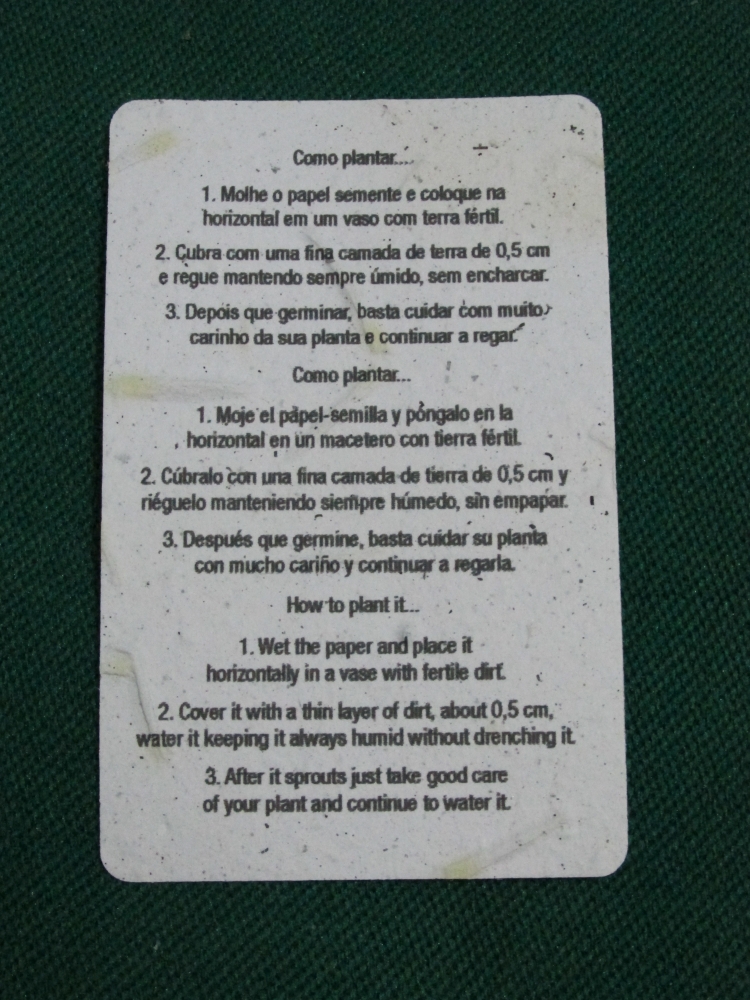 Como plantar...
1. Molhe o papel semente e coloque na
horizontal em um vaso com terra fértil.
2. Cubra com uma fina camada de terra de 0,5 cm
e regue mantendo sempre úmido, sem encharcar.
3. Depois que germinar, basta cuidar com muito
carinho da sua planta e continuar a regar.
Como plantar...
1. Moje el papel-semilla y póngalo en la
horizontal en un macetero con tierra fértil.
2. Cúbralo con una fina camada de tierra de 0,5 cm y
riéguelo manteniendo siempre húmedo, sin empapar.
3. Después que germine, basta cuidar su planta
con mucho cariño y continuar a regarla.
How to plant it...
1. Wet the paper and place it
horizontally in a vase with fertile dirt.
2. Cover it with a thin layer of dirt, about 0,5 cm,
water it keeping it always humid without drenching it.
3. After it sprouts just take good care
of your plant and continue to water it.